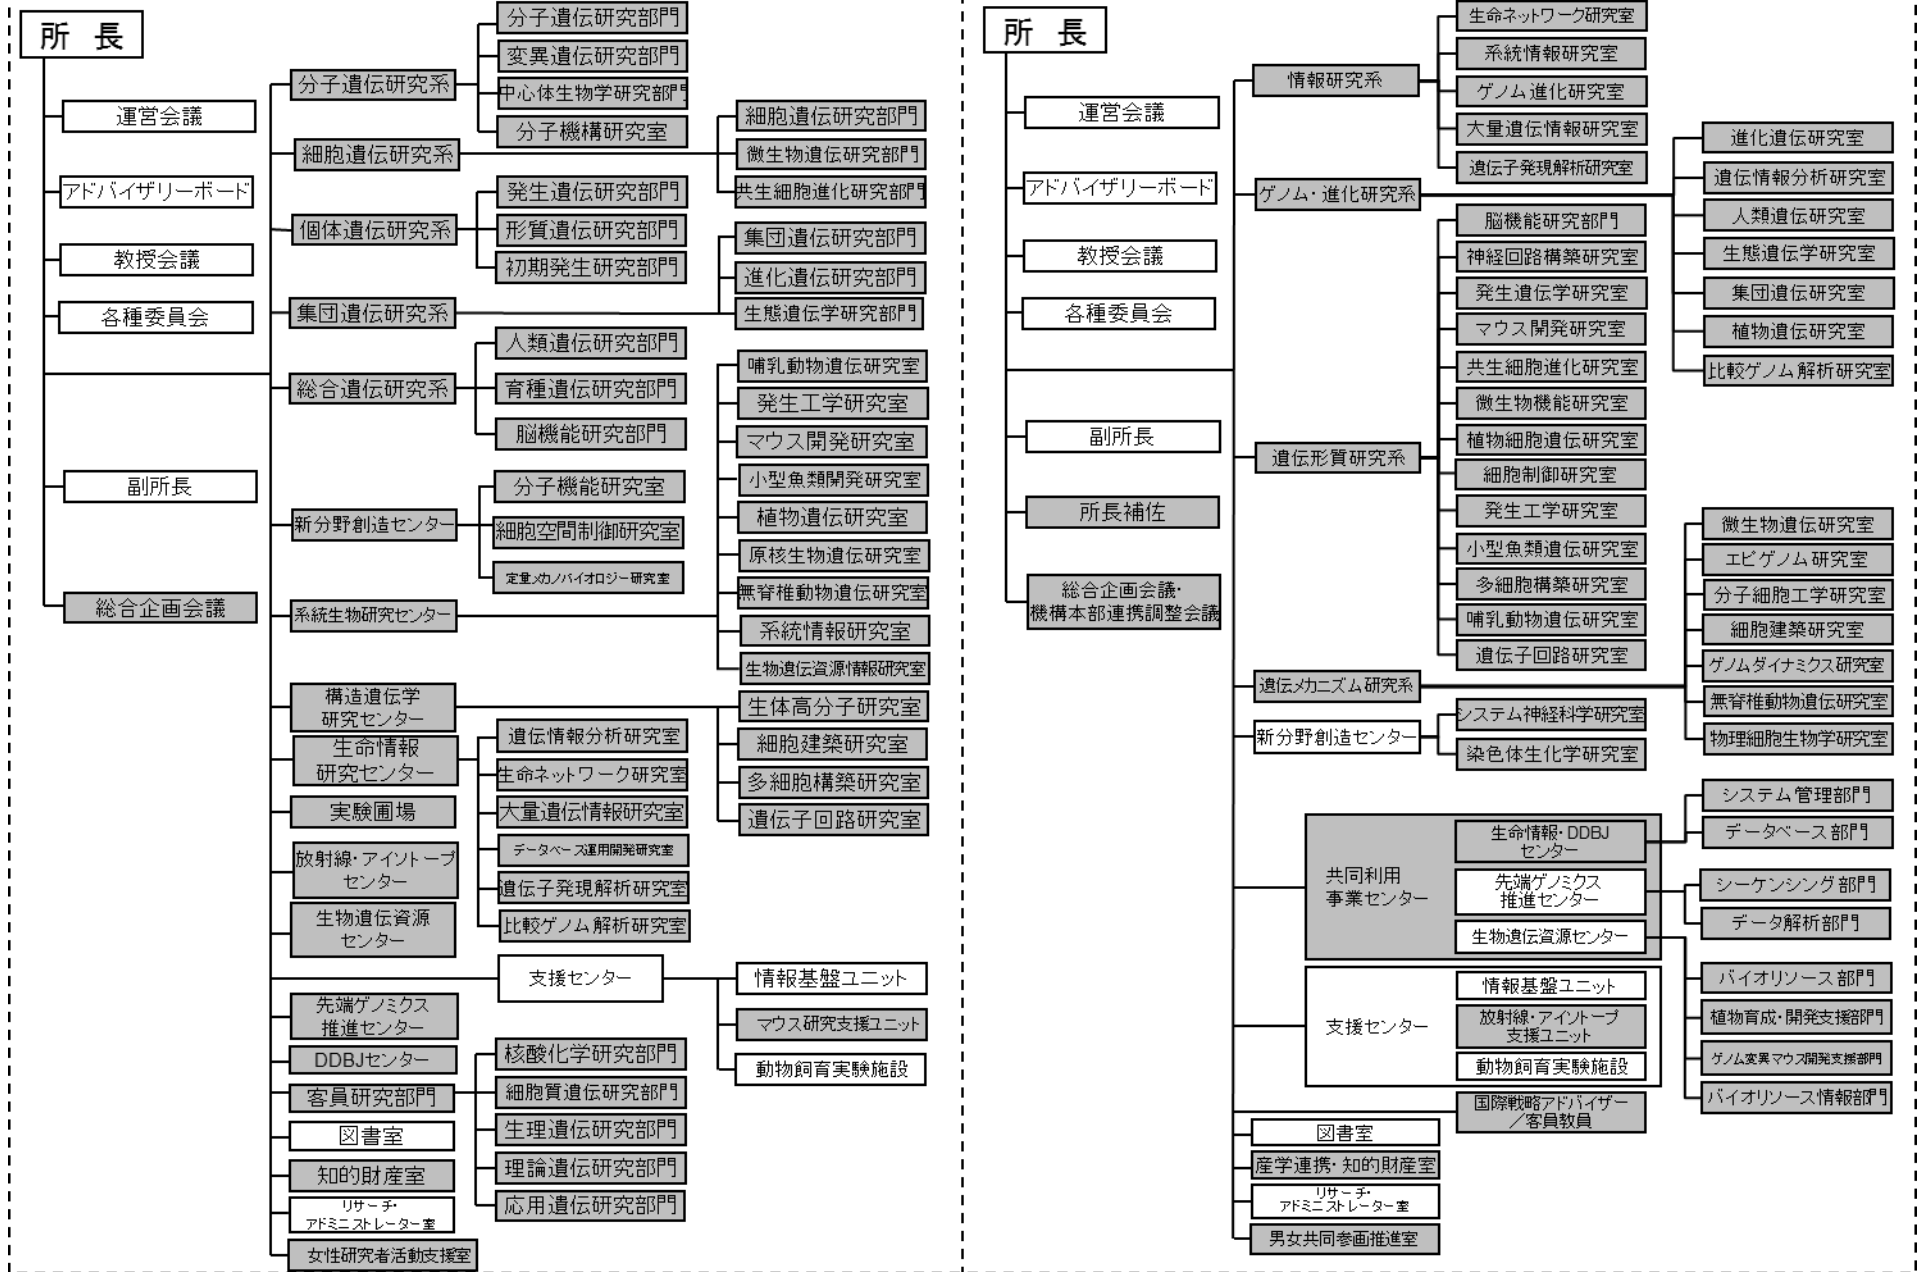 所 長
運営会議
アドバイザリーボード
教授会議
各種委員会
副所長
総合企画会議
分子遺伝研究系
分子遺伝研究部門
変異遺伝研究部門
中心体生物学研究部門
分子機構研究室
細胞遺伝研究系
細胞遺伝研究部門
微生物遺伝研究部門
共生細胞進化研究部門
個体遺伝研究系
発生遺伝研究部門
形質遺伝研究部門
初期発生研究部門
集団遺伝研究系
集団遺伝研究部門
進化遺伝研究部門
生態遺伝学研究部門
総合遺伝研究系
人類遺伝研究部門
育種遺伝研究部門
脳機能研究部門
新分野創造センター
分子機能研究室
細胞空間制御研究室
定量メカノバイオロジー研究室
系統生物研究センター
哺乳動物遺伝研究室
発生工学研究室
マウス開発研究室
小型魚類開発研究室
植物遺伝研究室
原核生物遺伝研究室
無脊椎動物遺伝研究室
系統情報研究室
生物遺伝資源情報研究室
構造遺伝学
研究センター
生体高分子研究室
細胞建築研究室
多細胞構築研究室
遺伝子回路研究室
生命情報
研究センター
遺伝情報分析研究室
生命ネットワーク研究室
大量遺伝情報研究室
データベース運用開発研究室
遺伝子発現解析研究室
比較ゲノム解析研究室
実験圃場
放射線・アイソトープ
センター
生物遺伝資源
センター
支援センター
情報基盤ユニット
マウス研究支援ユニット
動物飼育実験施設
先端ゲノミクス
推進センター
DDBJセンター
客員研究部門
核酸化学研究部門
細胞質遺伝研究部門
生理遺伝研究部門
理論遺伝研究部門
応用遺伝研究部門
図書室
知的財産室
リサーチ・
アドミニストレーター室
女性研究者活動支援室
所 長
運営会議
アドバイザリーボード
教授会議
各種委員会
副所長
所長補佐
総合企画会議・
機構本部連携調整会議
情報研究系
生命ネットワーク研究室
系統情報研究室
ゲノム進化研究室
大量遺伝情報研究室
遺伝子発現解析研究室
ゲノム・進化研究系
進化遺伝研究室
遺伝情報分析研究室
人類遺伝研究室
生態遺伝学研究室
集団遺伝研究室
植物遺伝研究室
比較ゲノム解析研究室
遺伝形質研究系
脳機能研究部門
神経回路構築研究室
発生遺伝学研究室
マウス開発研究室
共生細胞進化研究室
微生物機能研究室
植物細胞遺伝研究室
細胞制御研究室
発生工学研究室
小型魚類遺伝研究室
多細胞構築研究室
哺乳動物遺伝研究室
遺伝子回路研究室
遺伝メカニズム研究系
微生物遺伝研究室
エピゲノム研究室
分子細胞工学研究室
細胞建築研究室
ゲノムダイナミクス研究室
無脊椎動物遺伝研究室
物理細胞生物学研究室
新分野創造センター
システム神経科学研究室
染色体生化学研究室
共同利用
事業センター
生命情報・DDBJ
センター
システム管理部門
データベース部門
先端ゲノミクス
推進センター
シーケンシング部門
データ解析部門
生物遺伝資源センター
バイオリソース部門
植物育成・開発支援部門
ゲノム変異マウス開発支援部門
バイオリソース情報部門
支援センター
情報基盤ユニット
放射線・アイソトープ
支援ユニット
動物飼育実験施設
国際戦略アドバイザー
／客員教員
図書室
産学連携・知的財産室
リサーチ・
アドミニストレーター室
男女共同参画推進室